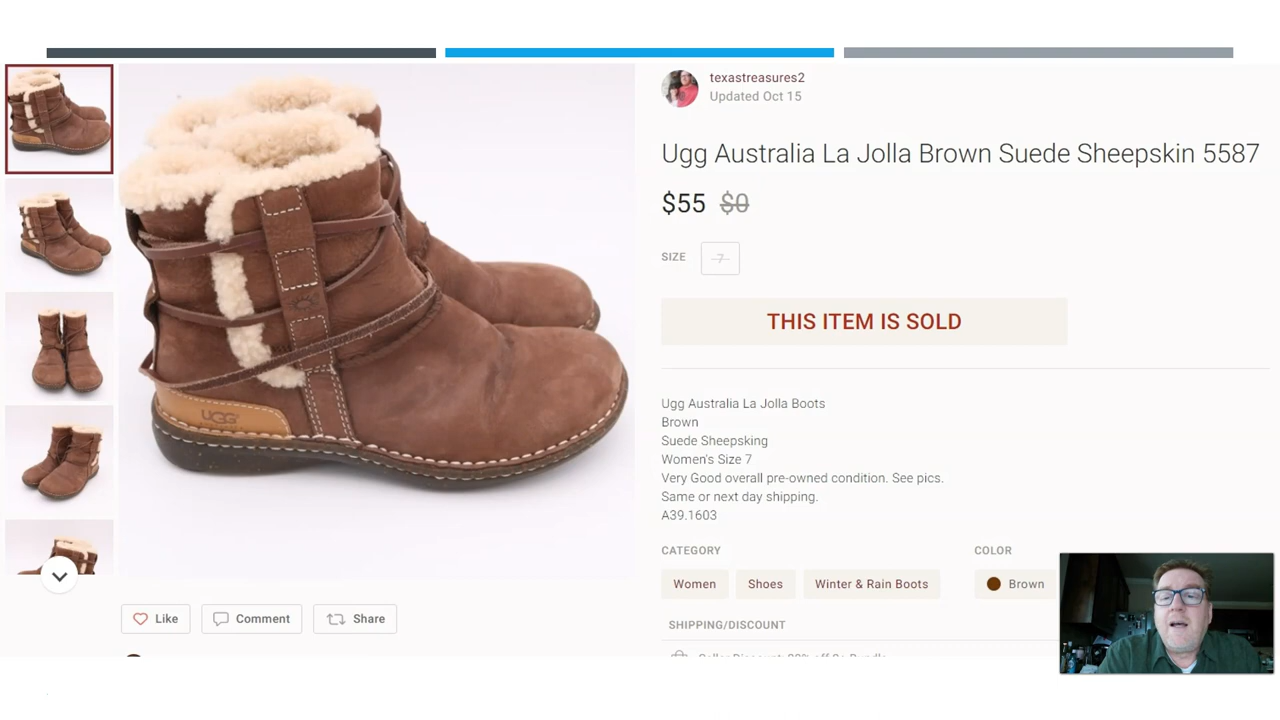 texastreasures2
Updated Oct 15
Ugg Australia La Jolla Brown Suede Sheepskin 5587
$55 $0
SIZE 7
THIS ITEM IS SOLD
Ugg Australia La Jolla Boots
Brown
Suede Sheepsking
Women's Size 7
Very Good overall pre-owned condition. See pics.
Same or next day shipping.
A39.1603
CATEGORY
COLOR
Women Shoes Winter & Rain Boots
Brown
SHIPPING/DISCOUNT
UGG
Like Comment Share